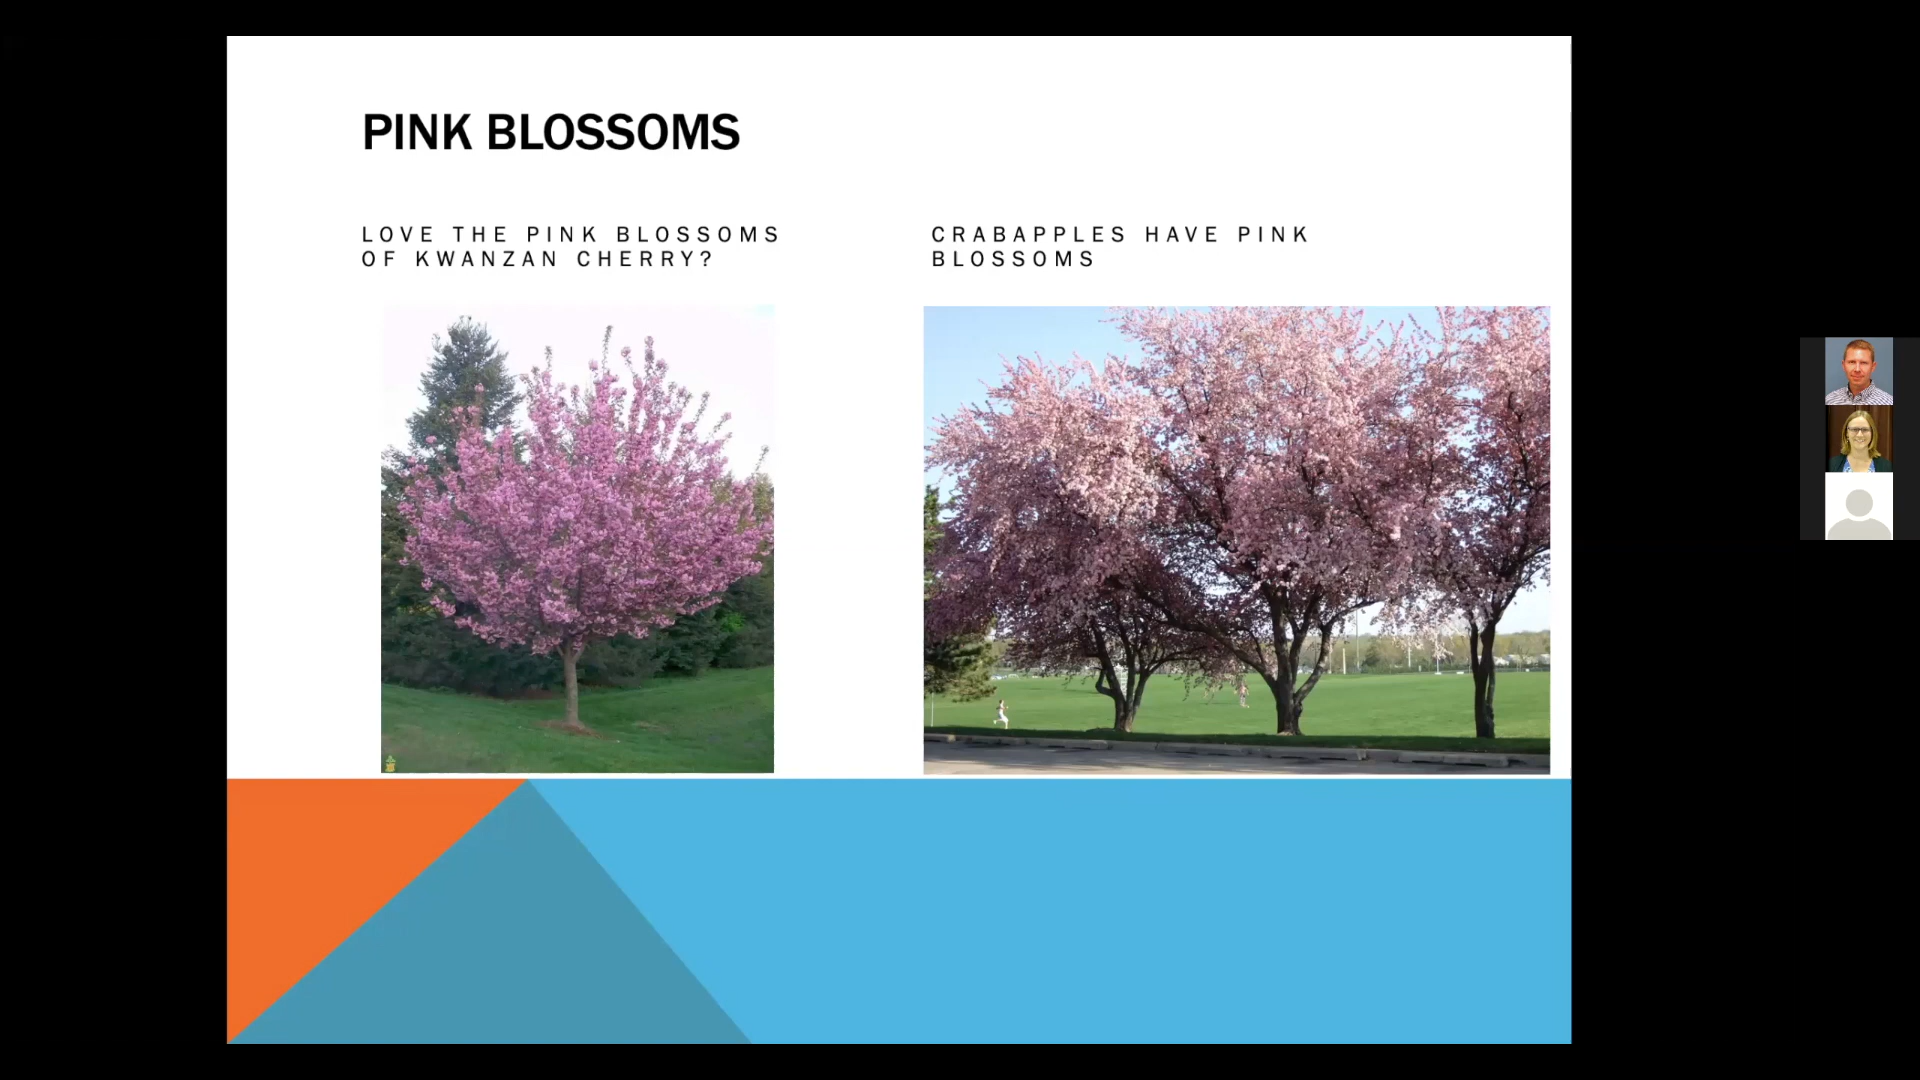 PINK BLOSSOMS
LOVE THE PINK BLOSSOMS
OF KWANZAN CHERRY?
CRABAPPLES HAVE PINK
BLOSSOMS